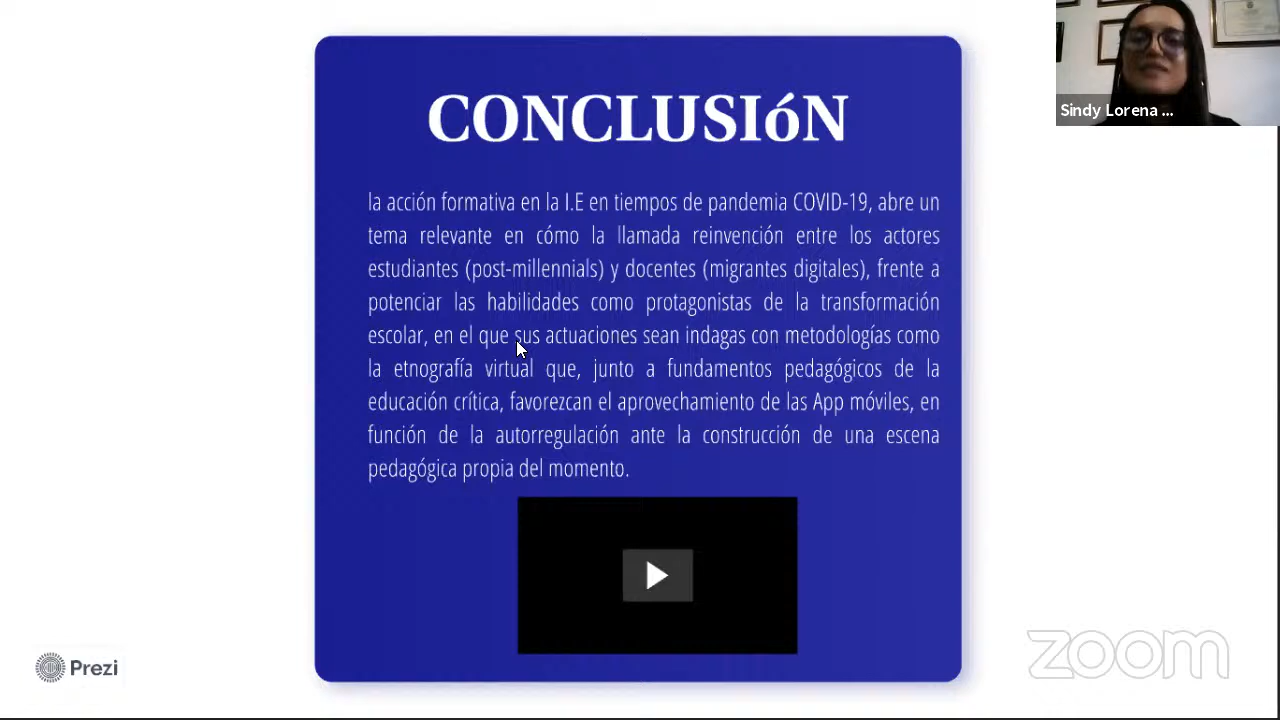 CONCLUSIóN
la acción formativa en la I.E en tiempos de pandemia COVID-19, abre un
tema relevante en cómo la llamada reinvención entre los actores
estudiantes (post-millennials) y docentes (migrantes digitales), frente a
potenciar las habilidades como protagonistas de la transformación
escolar, en el que sus actuaciones sean indagas con metodologías como
la etnografía virtual que, junto a fundamentos pedagógicos de la
educación crítica, favorezcan el aprovechamiento de las App móviles, en
función de la autorregulación ante la construcción de una escena
pedagógica propia del momento.
Sindy Lorena ...
Prezi
zoom